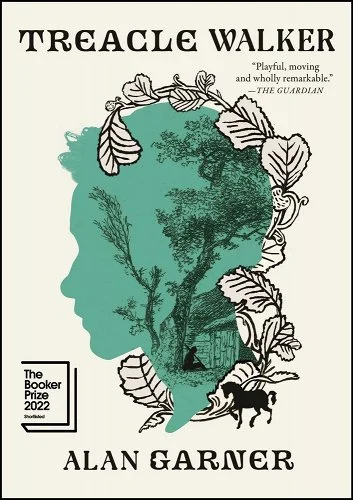 TREACLE WALKER
“Playful, moving
and wholly remarkable.”
—THE GUARDIAN
The
Booker
Prize
2022
Shortlisted
ALAN GARNER